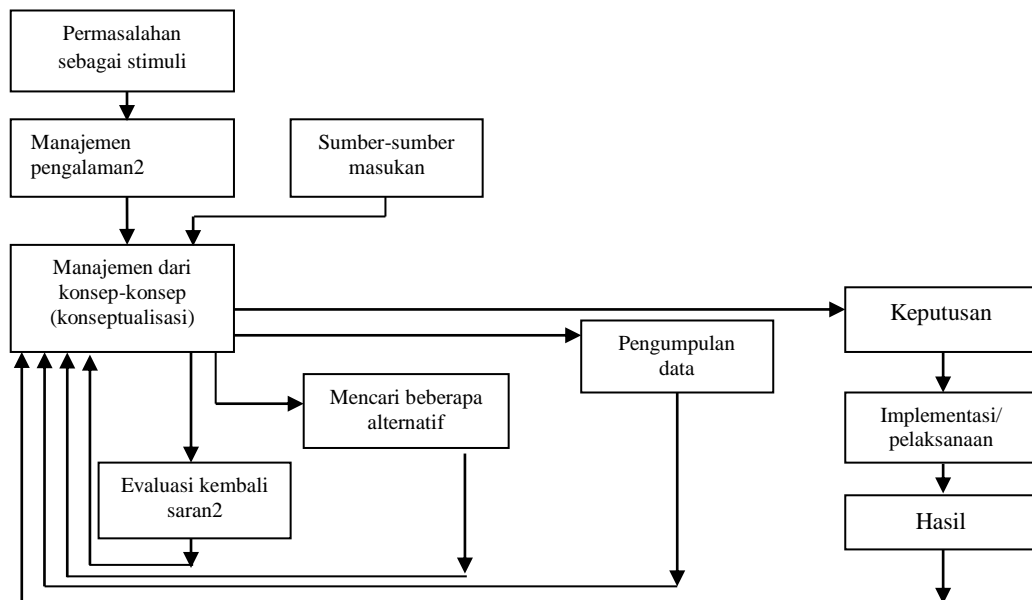 Permasalahan
sebagai stimuli
Manajemen
pengalaman2
Sumber-sumber
masukan
Manajemen dari
konsep-konsep
(konseptualisasi)
Keputusan
Pengumpulan
data
Mencari beberapa
alternatif
Implementasi/
pelaksanaan
Evaluasi kembali
saran2
Hasil